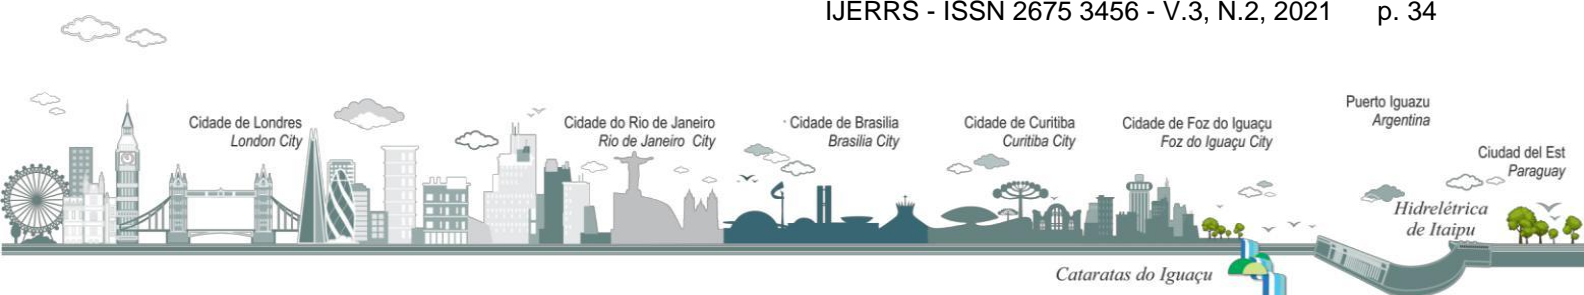 IJERRS - ISSN 2675 3456 - V.3, N.2, 2021 p. 34
Cidade de Londres
London City
Cidade do Rio de Janeiro
Rio de Janeiro City
Cidade de Brasilia
Brasilia City
Cidade de Curitiba
Curitiba City
Cidade de Foz do Iguaçu
Foz do Iguaçu City
Puerto Iguazu
Argentina
Ciudad del Est
Paraguay
Hidrelétrica
de Itaipu
Cataratas do Iguaçu